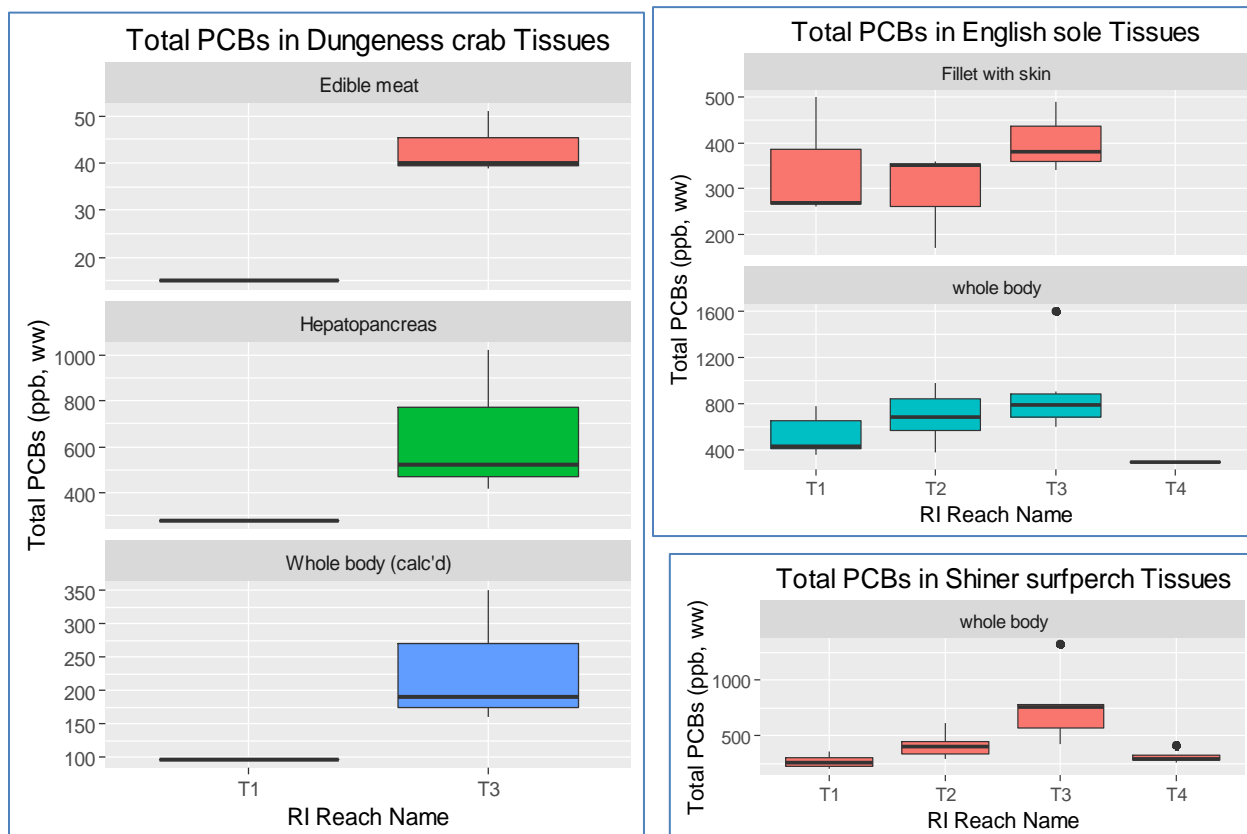 Total PCBs in Dungeness crab Tissues
Total PCBs (ppb, ww)
Edible meat
50
40
30
20
Hepatopancreas
1000
800
600
400
Whole body (calc'd)
350
300
250
200
150
100
T1 T3
RI Reach Name
Total PCBs in English sole Tissues
Total PCBs (ppb, ww)
Fillet with skin
500
400
300
200
whole body
1600
1200
800
400
T1 T2 T3 T4
RI Reach Name
Total PCBs in Shiner surfperch Tissues
Total PCBs (ppb, ww)
whole body
1000
500
T1 T2 T3 T4
RI Reach Name